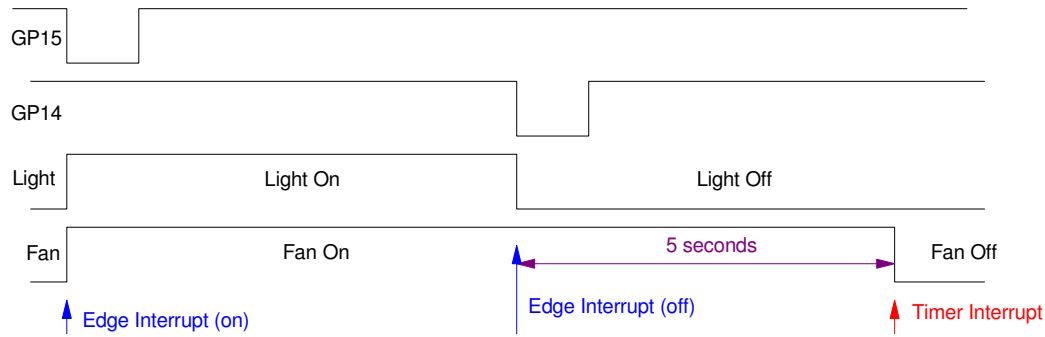 GP15
GP14
Light
Light On
Light Off
Fan
Fan On
5 seconds
Fan Off
Edge Interrupt (on)
Edge Interrupt (off)
Timer Interrupt